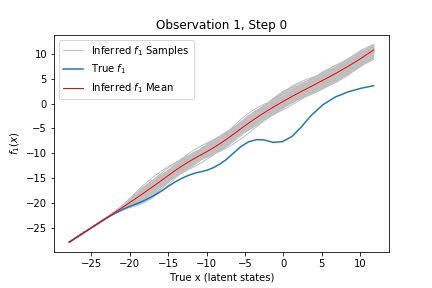 Observation 1, Step 0
Inferred f₁ Samples
True f₁
Inferred f₁ Mean
f₁(x)
10
5
0
−5
−10
−15
−20
−25
−25 −20 −15 −10 −5 0 5 10
True x (latent states)